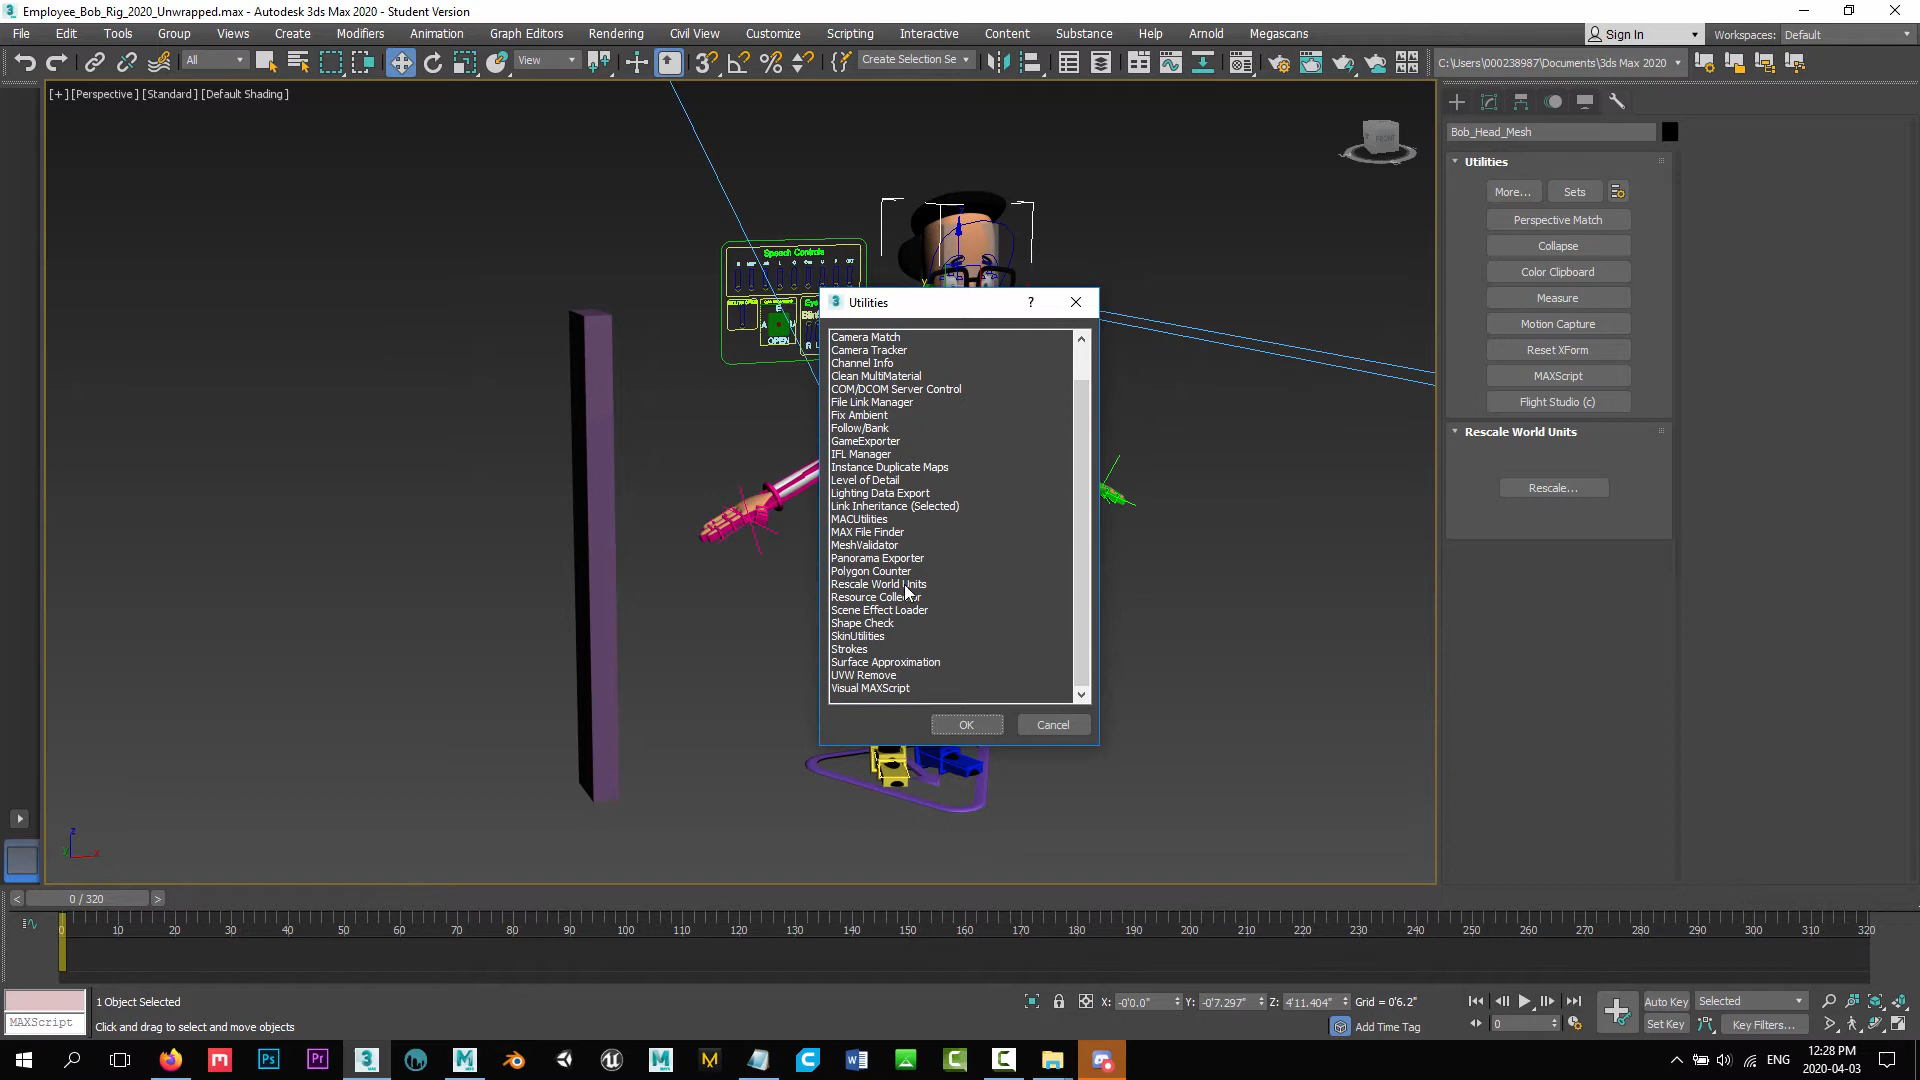 Employee_Bob_Rig_2020_Unwrapped.max - Autodesk 3ds Max 2020 - Student Version
File Edit Tools Group Views Create Modifiers Animation Graph Editors Rendering Civil View Customize Scripting Interactive Content Substance Help Arnold Megascans
Sign In Workspaces: Default
All View Create Selection Se C:\Users\000238987\Documents\3ds Max 2020
[+] [Perspective] [Standard] [Default Shading]
FRONT
Bob_Head_Mesh
Utilities
More... Sets
Perspective Match
Collapse
Color Clipboard
Measure
Motion Capture
Reset XForm
MAXScript
Flight Studio (c)
Rescale World Units
Rescale...
Speech Controls
Eye
OPEN
Utilities ?
Camera Match
Camera Tracker
Channel Info
Clean MultiMaterial
COM/DCOM Server Control
File Link Manager
Fix Ambient
Follow/Bank
GameExporter
IFL Manager
Instance Duplicate Maps
Level of Detail
Lighting Data Export
Link Inheritance (Selected)
MACUtilities
MAX File Finder
MeshValidator
Panorama Exporter
Polygon Counter
Rescale World Units
Resource Collector
Scene Effect Loader
Shape Check
SkinUtilities
Strokes
Surface Approximation
UVW Remove
Visual MAXScript
OK Cancel
z
x
< 0 / 320 >
0 10 20 30 40 50 60 70 80 90 100 110 120 130 140 150 160 170 180 190 200 210 220 230 240 250 260 270 280 290 300 310 320
1 Object Selected
X: -0'0.0" Y: -0'7.297" Z: 4'11.404" Grid = 0'6.2"
Auto Key Selected
MAXScript
Click and drag to select and move objects
Add Time Tag
0
Set Key Key Filters...
ENG
12:28 PM
2020-04-03